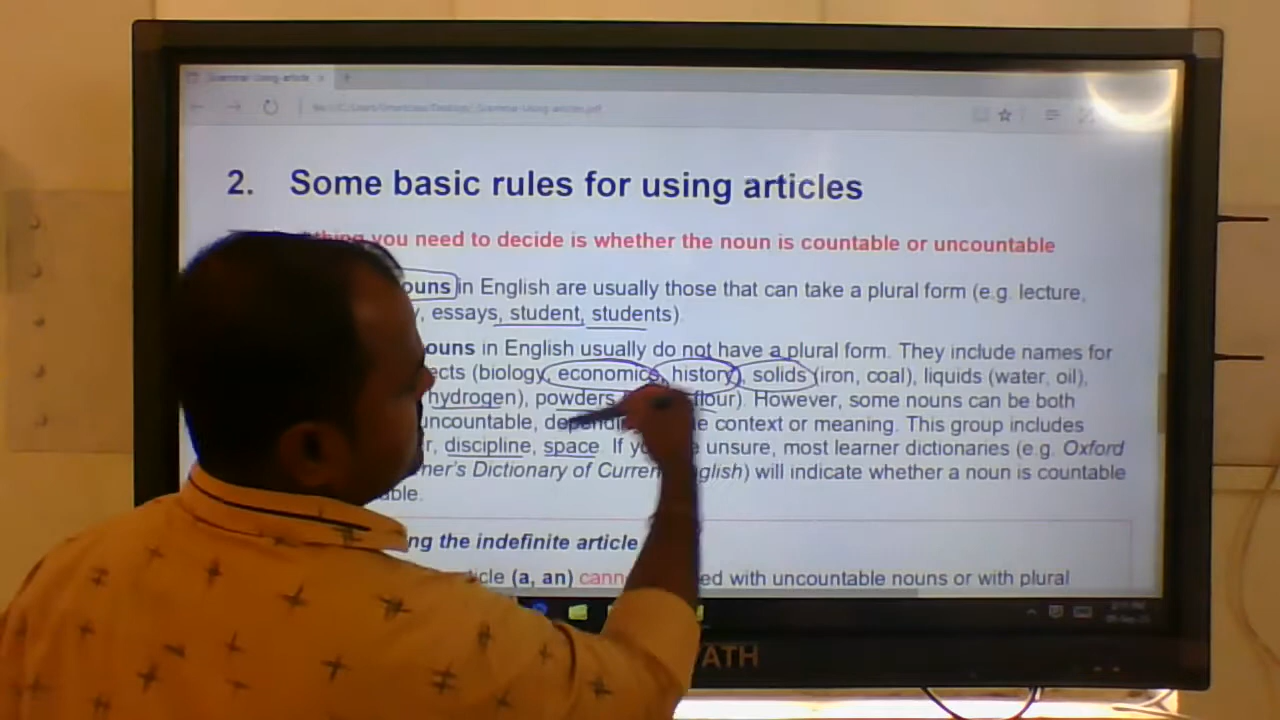 2. Some basic rules for using articles
thing you need to decide is whether the noun is countable or uncountable
ouns in English are usually those that can take a plural form (e.g. lecture,
, essays, student, students).
ouns in English usually do not have a plural form. They include names for
ects (biology, economics, history), solids (iron, coal), liquids (water, oil),
hydrogen), powders flour). However, some nouns can be both
uncountable, context or meaning. This group includes
r, discipline, space. If unsure, most learner dictionaries (e.g. Oxford
ner's Dictionary of Current English) will indicate whether a noun is countable
able.
ng the indefinite article
icle (a, an) ed with uncountable nouns or with plural
ATH